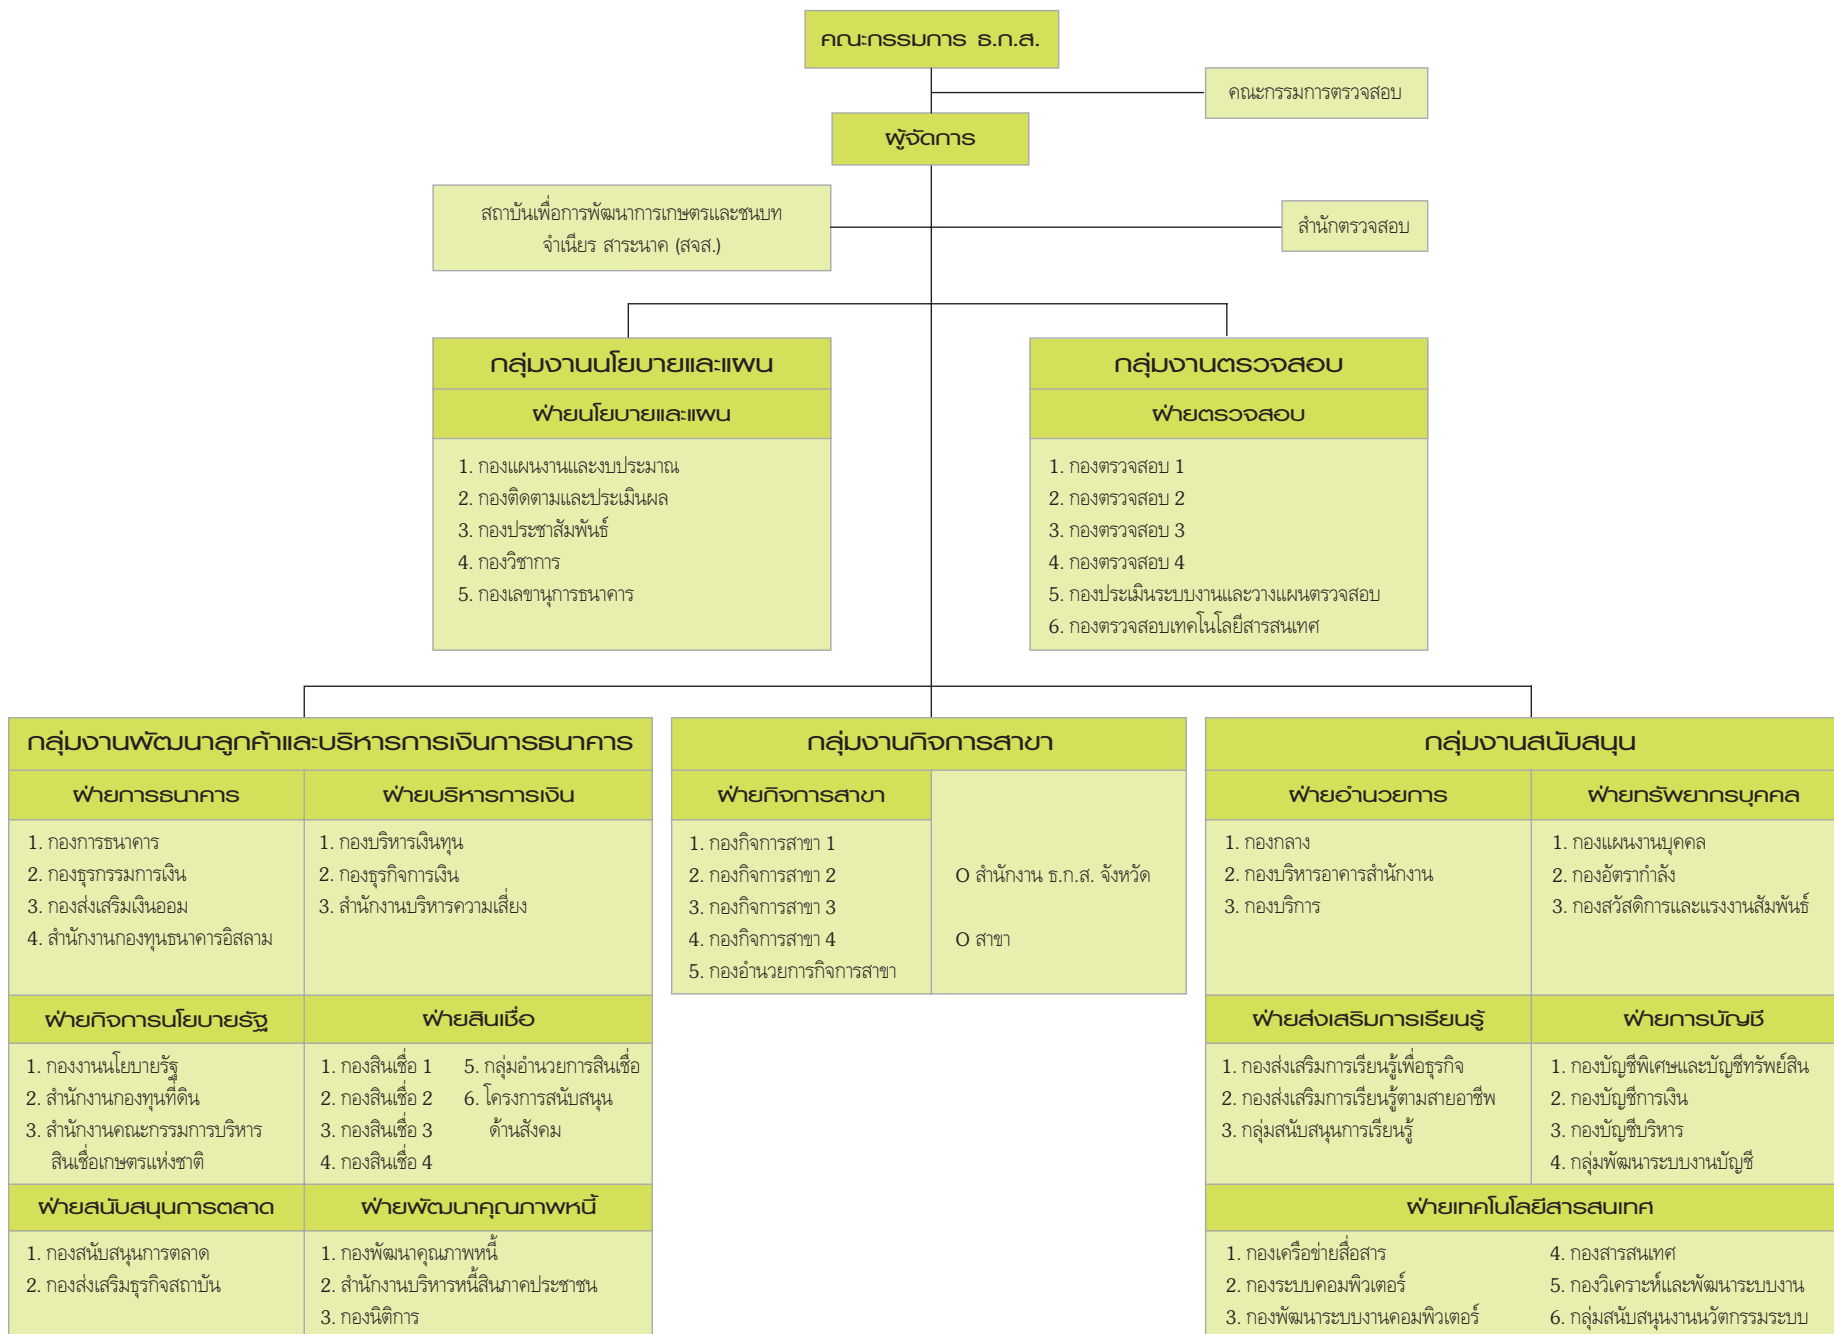 คณะกรรมการ ธ.ก.ส.
คณะกรรมการตรวจสอบ
ผู้จัดการ
สถาบันเพื่อการพัฒนาการเกษตรและชนบท
จำเนียร สาระนาค (สจส.)
สำนักตรวจสอบ
กลุ่มงานนโยบายและแผน
ฝ่ายนโยบายและแผน
1. กองแผนงานและงบประมาณ
2. กองติดตามและประเมินผล
3. กองประชาสัมพันธ์
4. กองวิชาการ
5. กองเลขานุการธนาคาร
กลุ่มงานตรวจสอบ
ฝ่ายตรวจสอบ
1. กองตรวจสอบ 1
2. กองตรวจสอบ 2
3. กองตรวจสอบ 3
4. กองตรวจสอบ 4
5. กองประเมินระบบงานและวางแผนตรวจสอบ
6. กองตรวจสอบเทคโนโลยีสารสนเทศ
กลุ่มงานพัฒนาลูกค้าและบริหารการเงินการธนาคาร
ฝ่ายการธนาคาร
1. กองการธนาคาร
2. กองธุรกรรมการเงิน
3. กองส่งเสริมเงินออม
4. สำนักงานกองทุนธนาคารอิสลาม
ฝ่ายบริหารการเงิน
1. กองบริหารเงินทุน
2. กองธุรกิจการเงิน
3. สำนักงานบริหารความเสี่ยง
ฝ่ายกิจการนโยบายรัฐ
1. กองงานนโยบายรัฐ
2. สำนักงานกองทุนที่ดิน
3. สำนักงานคณะกรรมการบริหาร
สินเชื่อเกษตรแห่งชาติ
ฝ่ายสินเชื่อ
1. กองสินเชื่อ 1
2. กองสินเชื่อ 2
3. กองสินเชื่อ 3
4. กองสินเชื่อ 4
5. กลุ่มอำนวยการสินเชื่อ
6. โครงการสนับสนุน
ด้านสังคม
ฝ่ายสนับสนุนการตลาด
1. กองสนับสนุนการตลาด
2. กองส่งเสริมธุรกิจสถาบัน
ฝ่ายพัฒนาคุณภาพหนี้
1. กองพัฒนาคุณภาพหนี้
2. สำนักงานบริหารหนี้สินภาคประชาชน
3. กองนิติการ
กลุ่มงานกิจการสาขา
ฝ่ายกิจการสาขา
1. กองกิจการสาขา 1
2. กองกิจการสาขา 2
3. กองกิจการสาขา 3
4. กองกิจการสาขา 4
5. กองอำนวยการกิจการสาขา
O สำนักงาน ธ.ก.ส. จังหวัด
O สาขา
กลุ่มงานสนับสนุน
ฝ่ายอำนวยการ
1. กองกลาง
2. กองบริหารอาคารสำนักงาน
3. กองบริการ
ฝ่ายทรัพยากรบุคคล
1. กองแผนงานบุคคล
2. กองอัตรากำลัง
3. กองสวัสดิการและแรงงานสัมพันธ์
ฝ่ายส่งเสริมการเรียนรู้
1. กองส่งเสริมการเรียนรู้เพื่อธุรกิจ
2. กองส่งเสริมการเรียนรู้ตามสายอาชีพ
3. กลุ่มสนับสนุนการเรียนรู้
ฝ่ายการบัญชี
1. กองบัญชีพิเศษและบัญชีทรัพย์สิน
2. กองบัญชีการเงิน
3. กองบัญชีบริหาร
4. กลุ่มพัฒนาระบบงานบัญชี
ฝ่ายเทคโนโลยีสารสนเทศ
1. กองเครือข่ายสื่อสาร
2. กองระบบคอมพิวเตอร์
3. กองพัฒนาระบบงานคอมพิวเตอร์
4. กองสารสนเทศ
5. กองวิเคราะห์และพัฒนาระบบงาน
6. กลุ่มสนับสนุนงานนวัตกรรมระบบ